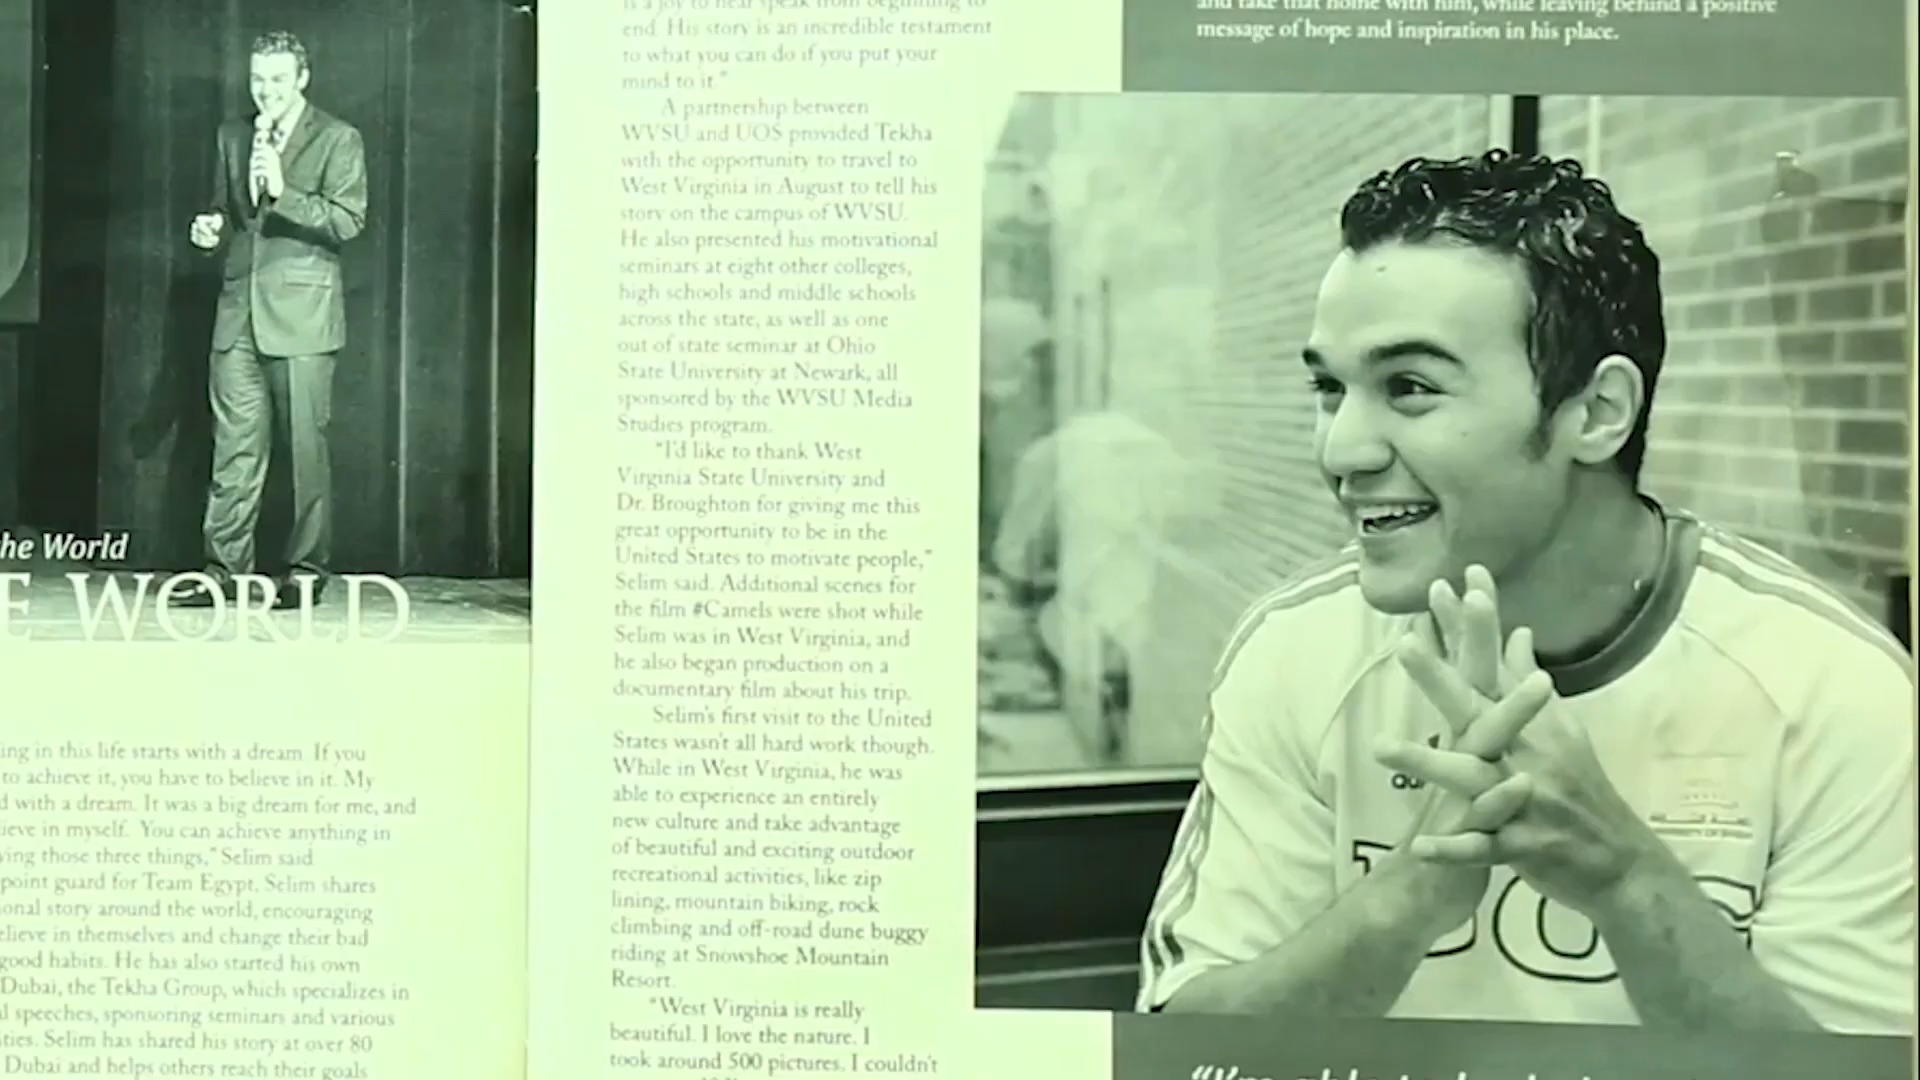 he World
E WORLD
ing in this life starts with a dream. If you
to achieve it, you have to believe in it. My
d with a dream. It was a big dream for me, and
ieve in myself. You can achieve anything in
ying those three things," Selim said
point guard for Team Egypt, Selim shares
onal story around the world, encouraging
elieve in themselves and change their bad
good habits. He has also started his own
Dubai, the Tekha Group, which specializes in
l speeches, sponsoring seminars and various
ties. Selim has shared his story at over 80
Dubai and helps others reach their goals
is a joy to hear speak from beginning to
end. His story is an incredible testament
to what you can do if you put your
mind to it."
A partnership between
WVSU and UOS provided Tekha
with the opportunity to travel to
West Virginia in August to tell his
story on the campus of WVSU.
He also presented his motivational
seminars at eight other colleges,
high schools and middle schools
across the state, as well as one
out of state seminar at Ohio
State University at Newark, all
sponsored by the WVSU Media
Studies program.
"I'd like to thank West
Virginia State University and
Dr. Broughton for giving me this
great opportunity to be in the
United States to motivate people,"
Selim said. Additional scenes for
the film #Camels were shot while
Selim was in West Virginia, and
he also began production on a
documentary film about his trip.
Selim's first visit to the United
States wasn't all hard work though.
While in West Virginia, he was
able to experience an entirely
new culture and take advantage
of beautiful and exciting outdoor
recreational activities, like zip
lining, mountain biking, rock
climbing and off-road dune buggy
riding at Snowshoe Mountain
Resort.
"West Virginia is really
beautiful. I love the nature. I
took around 500 pictures. I couldn't
and take that home with him, while leaving behind a positive
message of hope and inspiration in his place.